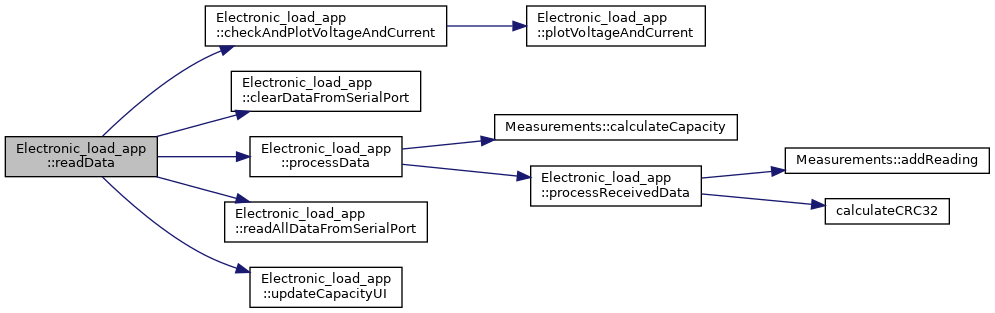 Electronic_load_app
::readData
Electronic_load_app
::checkAndPlotVoltageAndCurrent
Electronic_load_app
::plotVoltageAndCurrent
Electronic_load_app
::clearDataFromSerialPort
Electronic_load_app
::processData
Measurements::calculateCapacity
Electronic_load_app
::processReceivedData
Measurements::addReading
calculateCRC32
Electronic_load_app
::readAllDataFromSerialPort
Electronic_load_app
::updateCapacityUI